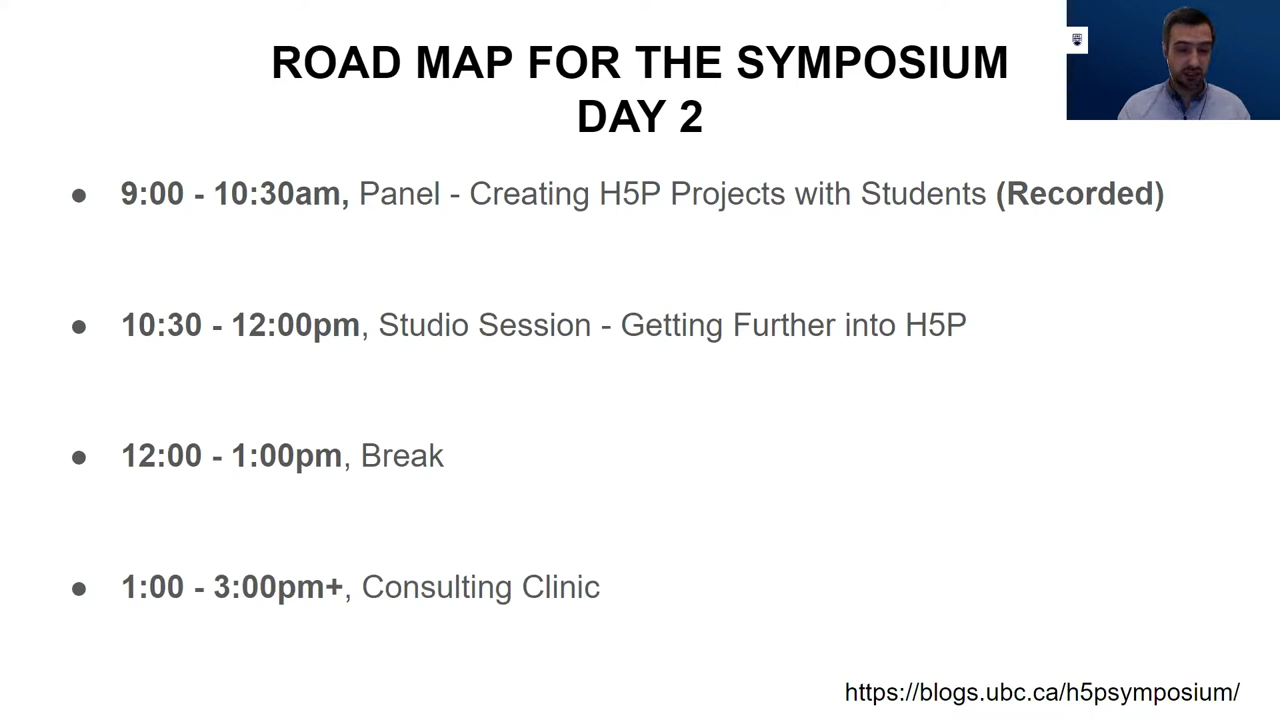 ROAD MAP FOR THE SYMPOSIUM
DAY 2
● 9:00 - 10:30am, Panel - Creating H5P Projects with Students (Recorded)
● 10:30 - 12:00pm, Studio Session - Getting Further into H5P
● 12:00 - 1:00pm, Break
● 1:00 - 3:00pm+, Consulting Clinic
https://blogs.ubc.ca/h5psymposium/